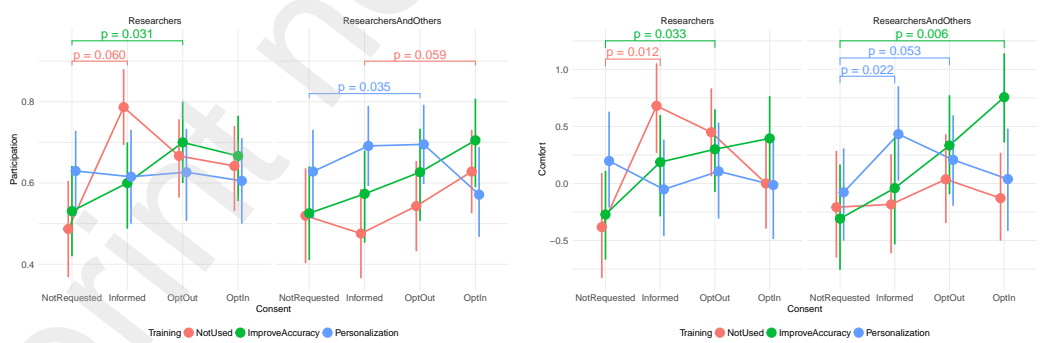 Researchers
ResearchersAndOthers
p = 0.031
p = 0.060
p = 0.059
p = 0.035
0.8
0.6
0.4
Participation
NotRequested Informed OptOut OptIn
NotRequested Informed OptOut OptIn
Consent
Training NotUsed ImproveAccuracy Personalization
Researchers
ResearchersAndOthers
p = 0.033
p = 0.012
p = 0.006
p = 0.053
p = 0.022
1.0
0.5
0.0
−0.5
Comfort
NotRequested Informed OptOut OptIn
NotRequested Informed OptOut OptIn
Consent
Training NotUsed ImproveAccuracy Personalization